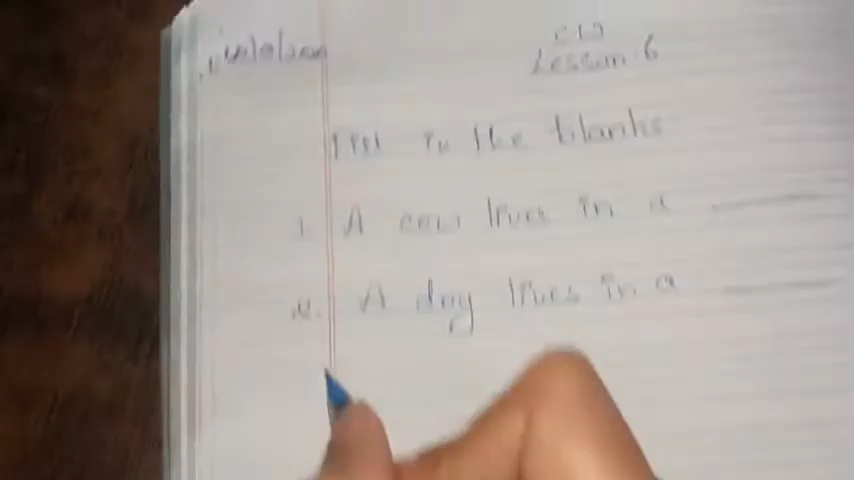 Lesson-6
Fill in the blanks
1. A cow lives in a
2. A dog lives in a